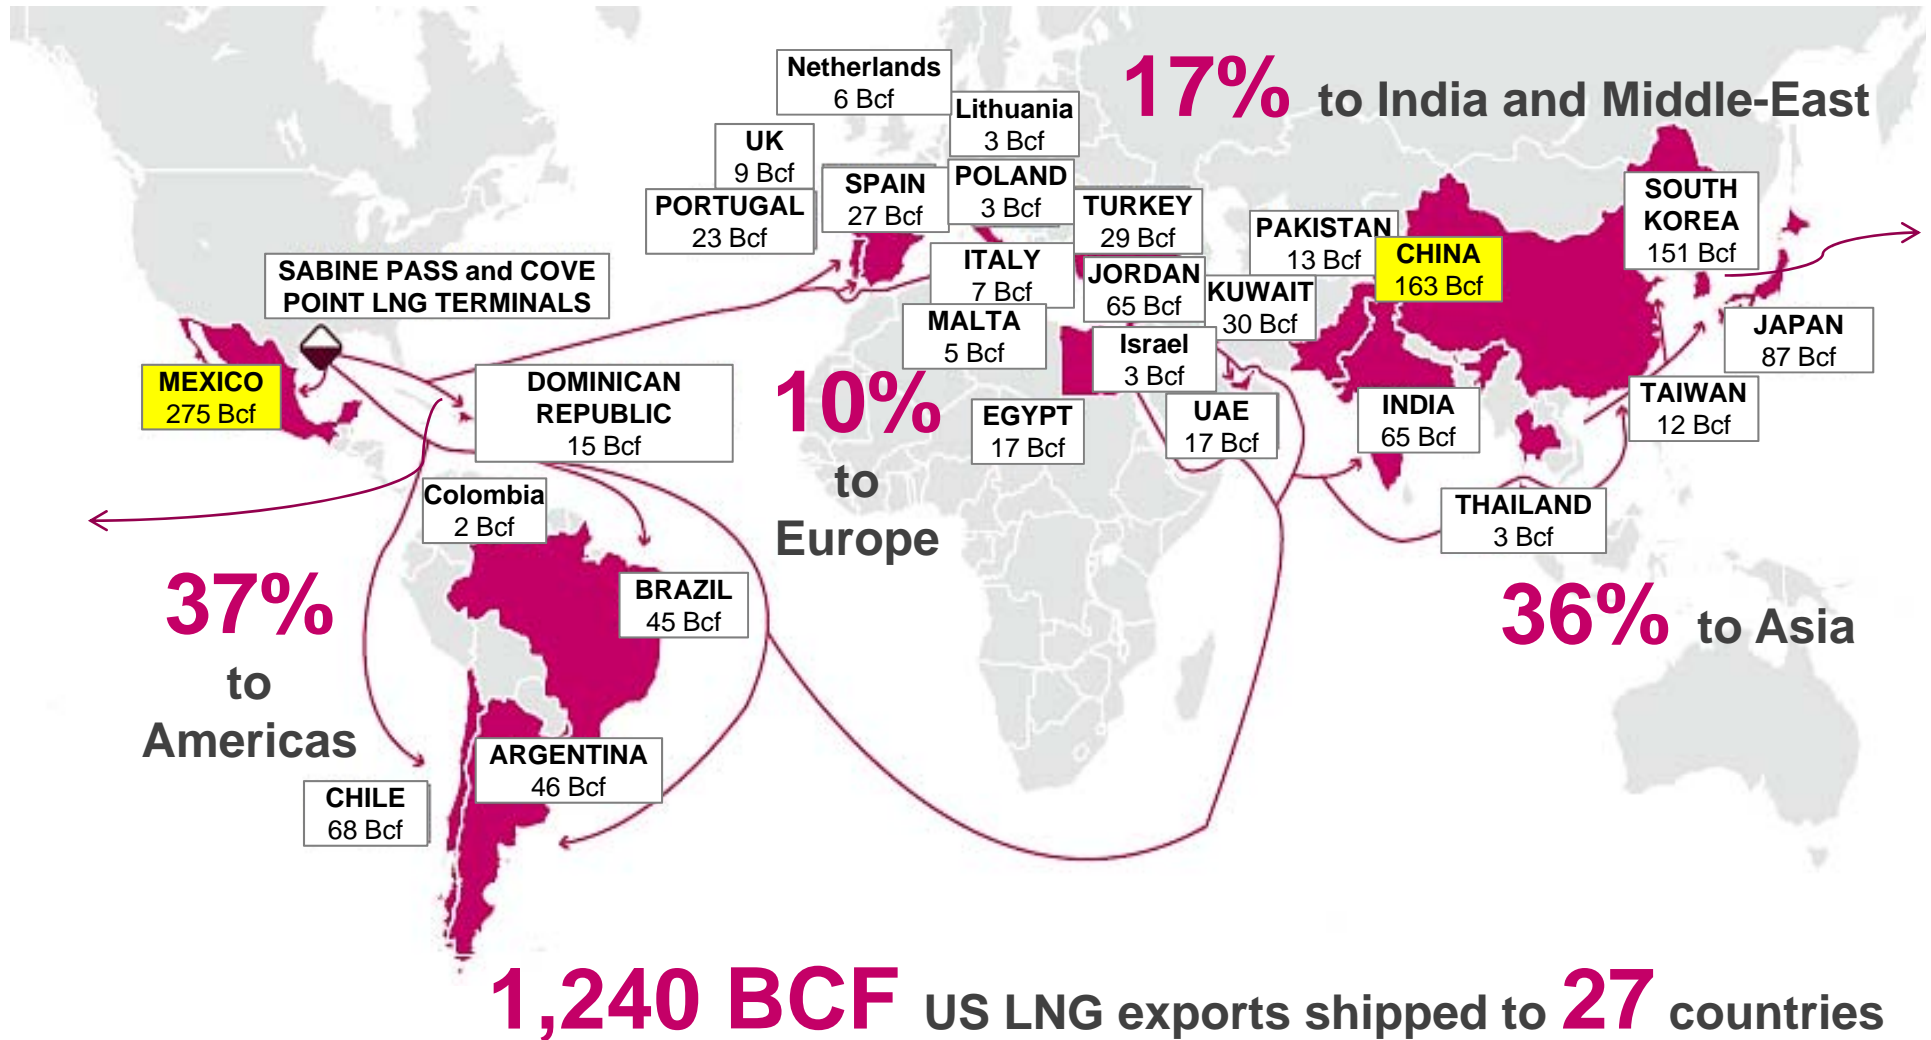 Netherlands
6 Bcf
17% to India and Middle-East
Lithuania
3 Bcf
UK
9 Bcf
SPAIN
27 Bcf
POLAND
3 Bcf
PORTUGAL
23 Bcf
TURKEY
29 Bcf
PAKISTAN
13 Bcf
CHINA
163 Bcf
SOUTH
KOREA
151 Bcf
SABINE PASS and COVE
POINT LNG TERMINALS
ITALY
7 Bcf
JORDAN
65 Bcf
KUWAIT
30 Bcf
MALTA
5 Bcf
Israel
3 Bcf
JAPAN
87 Bcf
MEXICO
275 Bcf
DOMINICAN
REPUBLIC
15 Bcf
10%
to
Europe
EGYPT
17 Bcf
UAE
17 Bcf
INDIA
65 Bcf
TAIWAN
12 Bcf
Colombia
2 Bcf
THAILAND
3 Bcf
37%
to
Americas
BRAZIL
45 Bcf
36% to Asia
ARGENTINA
46 Bcf
CHILE
68 Bcf
1,240 BCF US LNG exports shipped to 27 countries